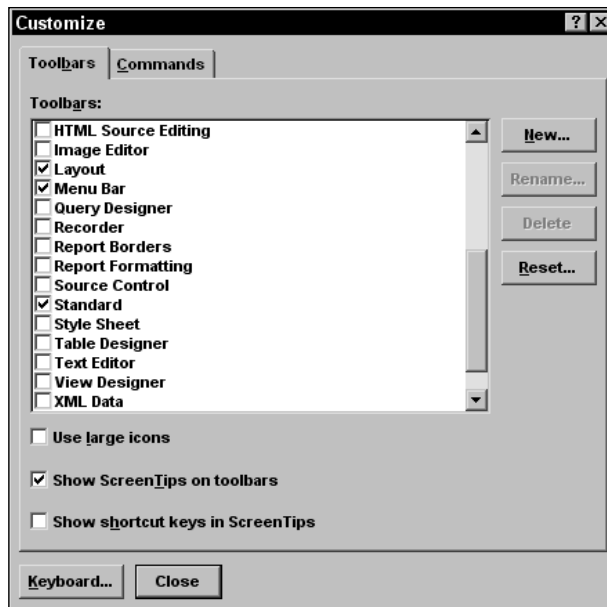 Customize
Toolbars Commands
Toolbars:
HTML Source Editing
Image Editor
Layout
Menu Bar
Query Designer
Recorder
Report Borders
Report Formatting
Source Control
Standard
Style Sheet
Table Designer
Text Editor
View Designer
XML Data
New...
Rename...
Delete
Reset...
Use large icons
Show ScreenTips on toolbars
Show shortcut keys in ScreenTips
Keyboard... Close